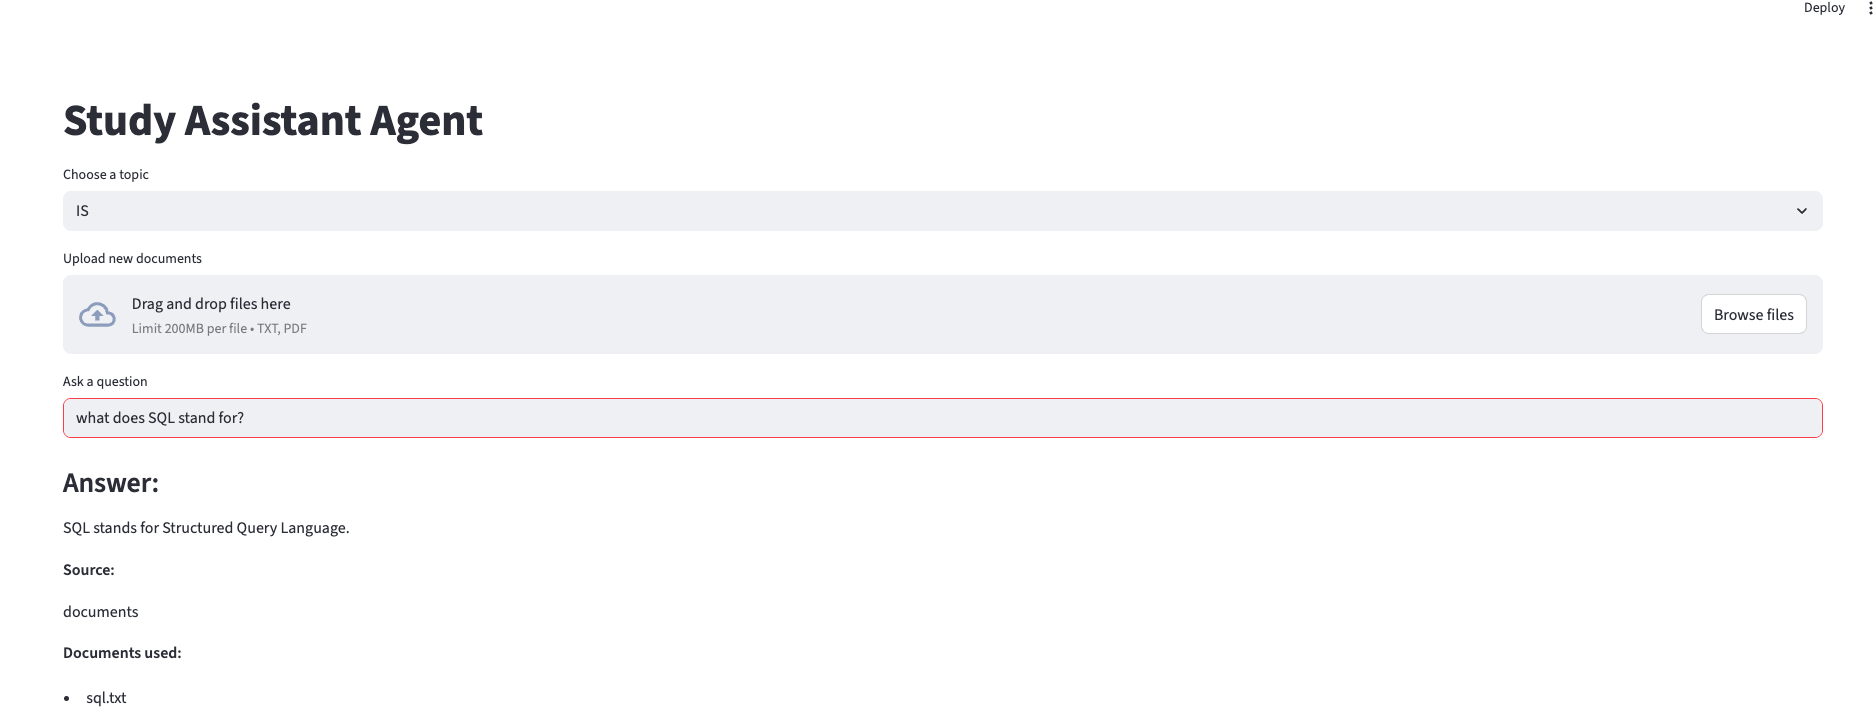 Deploy
Study Assistant Agent
Choose a topic
IS
Upload new documents
Drag and drop files here
Limit 200MB per file • TXT, PDF
Browse files
Ask a question
what does SQL stand for?
Answer:
SQL stands for Structured Query Language.
Source:
documents
Documents used:
• sql.txt